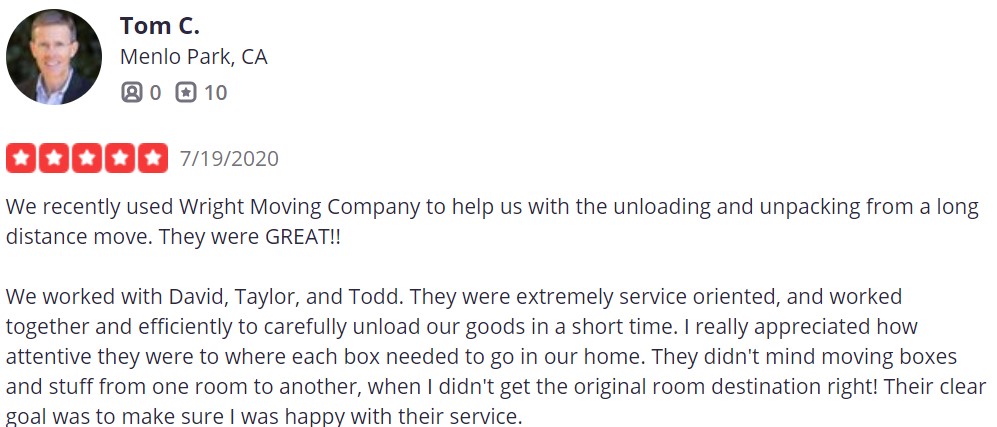 Tom C.
Menlo Park, CA
0 10
7/19/2020
We recently used Wright Moving Company to help us with the unloading and unpacking from a long
distance move. They were GREAT!!
We worked with David, Taylor, and Todd. They were extremely service oriented, and worked
together and efficiently to carefully unload our goods in a short time. I really appreciated how
attentive they were to where each box needed to go in our home. They didn't mind moving boxes
and stuff from one room to another, when I didn't get the original room destination right! Their clear
goal was to make sure I was happy with their service.